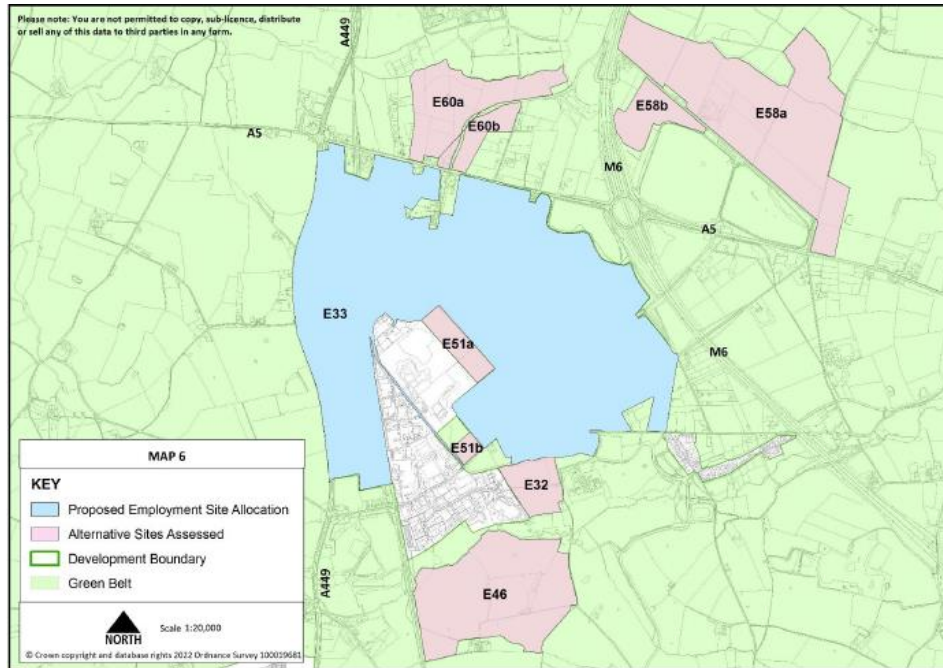 Please note: You are not permitted to copy, sub-licence, distribute
or sell any of this data to third parties in any form.
A449
E60a
E60b
E58b
E58a
A5
M6
A5
E33
E51a
M6
E51b
E32
E46
A449
MAP 6
KEY
Proposed Employment Site Allocation
Alternative Sites Assessed
Development Boundary
Green Belt
NORTH
Scale 1:20,000
© Crown copyright and database rights 2022 Ordnance Survey 100019681